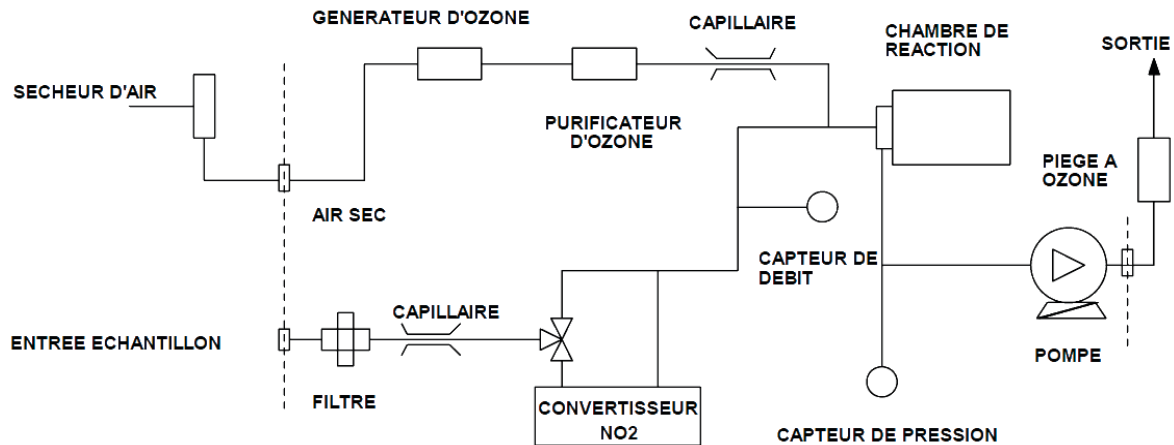 GENERATEUR D'OZONE
CAPILLAIRE
CHAMBRE DE
REACTION
SORTIE
SECHEUR D'AIR
PURIFICATEUR
D'OZONE
PIEGE A
OZONE
AIR SEC
CAPTEUR DE
DEBIT
CAPILLAIRE
ENTREE ECHANTILLON
POMPE
FILTRE
CONVERTISSEUR
NO2
CAPTEUR DE PRESSION